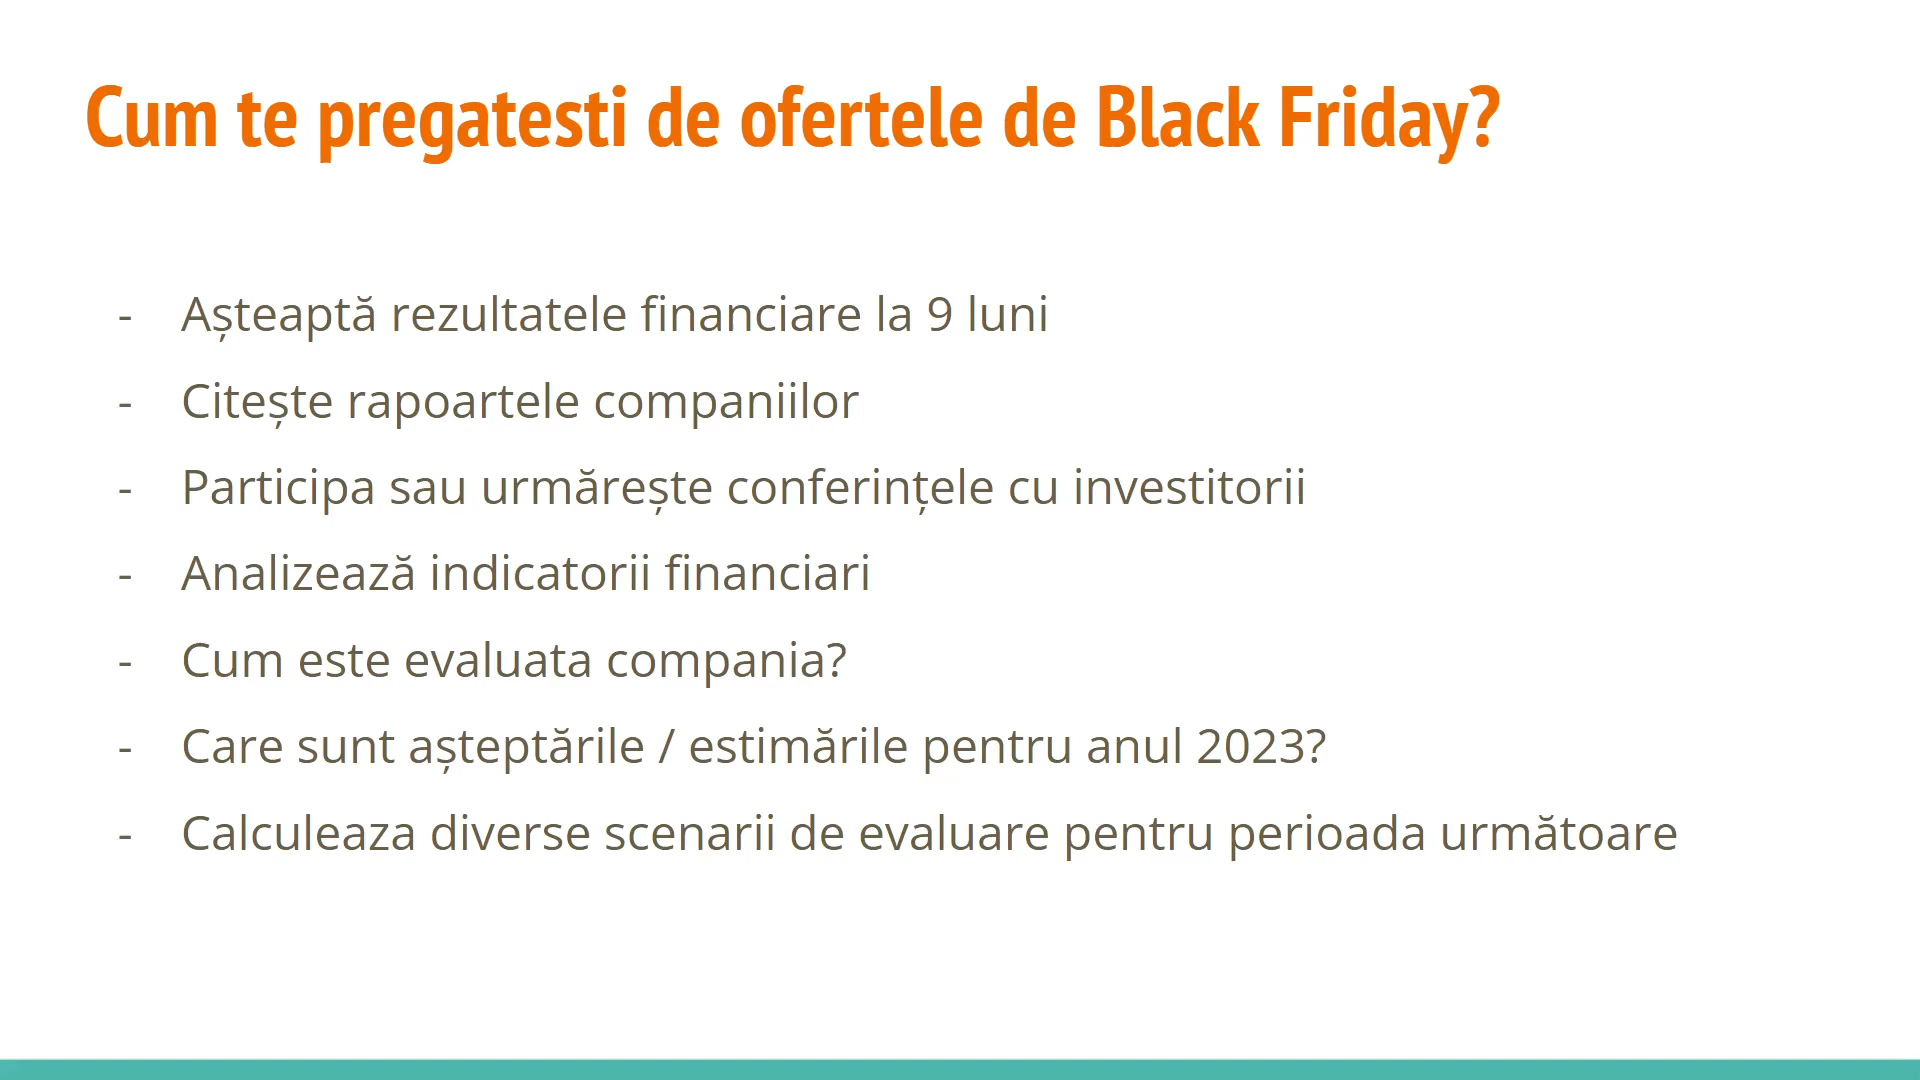 Cum te pregatesti de ofertele de Black Friday?
- Așteaptă rezultatele financiare la 9 luni
- Citește rapoartele companiilor
- Participa sau urmărește conferințele cu investitorii
- Analizează indicatorii financiari
- Cum este evaluata compania?
- Care sunt așteptările / estimările pentru anul 2023?
- Calculeaza diverse scenarii de evaluare pentru perioada următoare